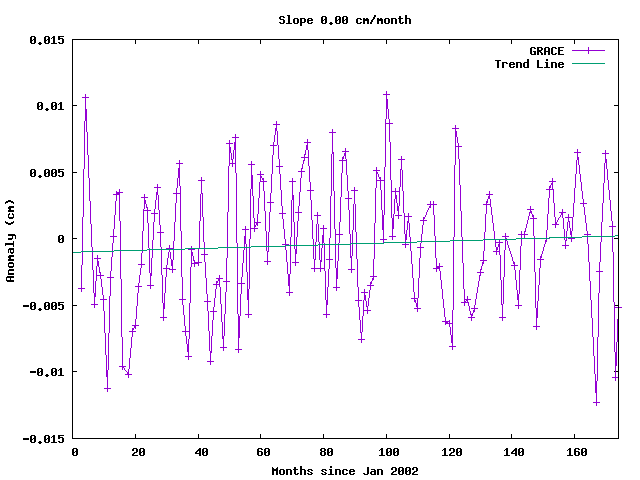 Slope 0.00 cm/month
GRACE
Trend Line
0.015
0.01
0.005
0
-0.005
-0.01
-0.015
Anomaly (cm)
0 20 40 60 80 100 120 140 160
Months since Jan 2002